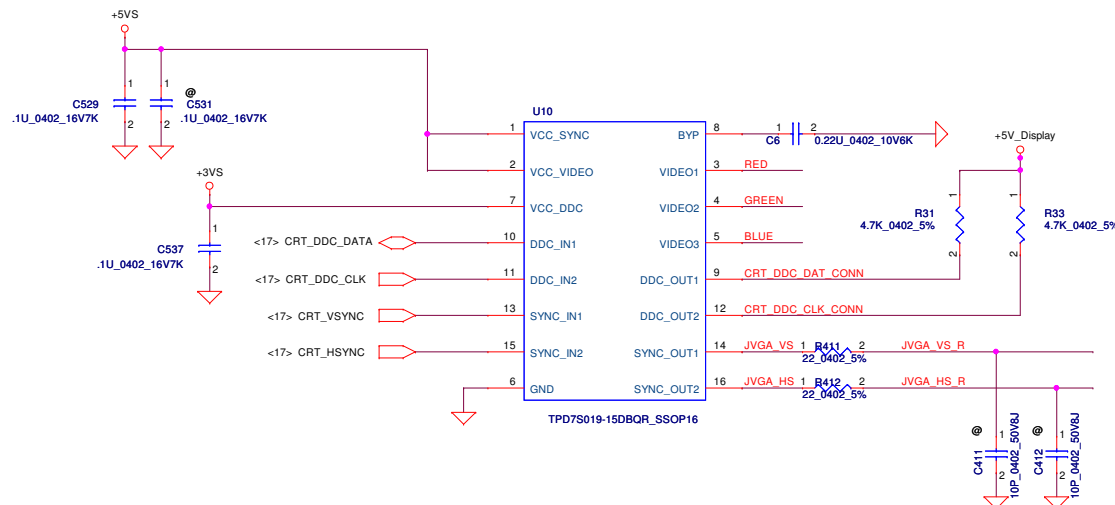 +5VS
1
1
@
C529
C531
.1U_0402_16V7K
.1U_0402_16V7K
2
2
U10
1
VCC_SYNC
BYP
8
1
2
C6
0.22U_0402_10V6K
+5V_Display
2
VCC_VIDEO
VIDEO1
3
RED
+3VS
7
VCC_DDC
VIDEO2
4
GREEN
1
1
1
R31
4.7K_0402_5%
R33
4.7K_0402_5%
<17> CRT_DDC_DATA
10
DDC_IN1
VIDEO3
5
BLUE
C537
.1U_0402_16V7K
2
2
2
<17> CRT_DDC_CLK
11
DDC_IN2
DDC_OUT1
9
CRT_DDC_DAT_CONN
<17> CRT_VSYNC
13
SYNC_IN1
DDC_OUT2
12
CRT_DDC_CLK_CONN
<17> CRT_HSYNC
15
SYNC_IN2
SYNC_OUT1
14
JVGA_VS
1
R411
2
JVGA_VS_R
22_0402_5%
6
GND
SYNC_OUT2
16
JVGA_HS
1
R412
2
JVGA_HS_R
22_0402_5%
TPD7S019-15DBQR_SSOP16
@
1
C411
10P_0402_50V8J
2
@
1
C412
10P_0402_50V8J
2